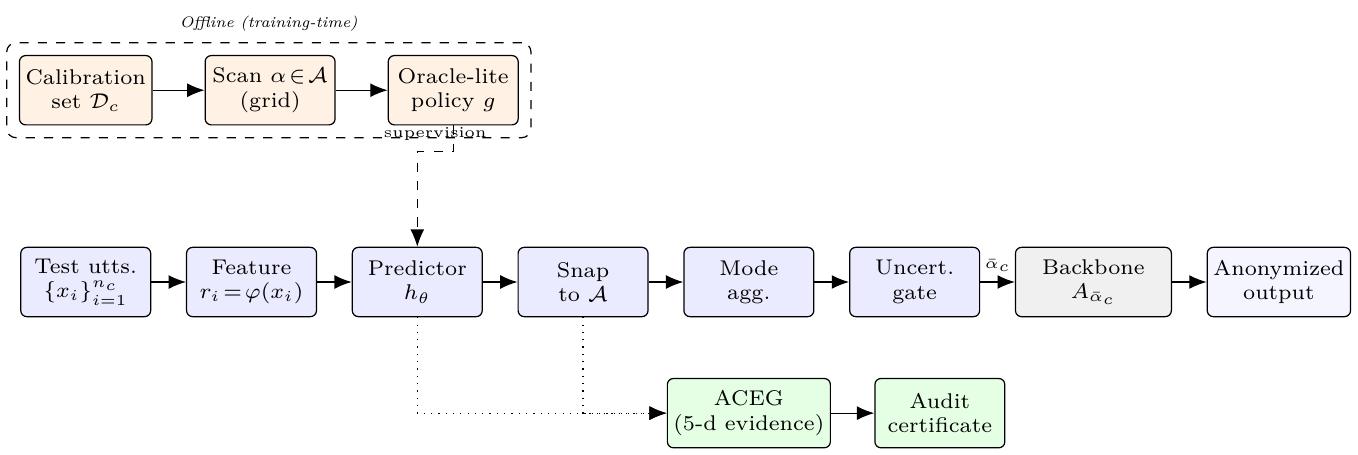 Offline (training-time)
Calibration
set 𝒟_c
Scan α ∈ 𝒜
(grid)
Oracle-lite
policy g
supervision
Test utts.
{x_i}_{i=1}^{n_c}
Feature
r_i = φ(x_i)
Predictor
h_θ
Snap
to 𝒜
Mode
agg.
Uncert.
gate
ᾱ_c
Backbone
A_{ᾱ_c}
Anonymized
output
ACEG
(5-d evidence)
Audit
certificate